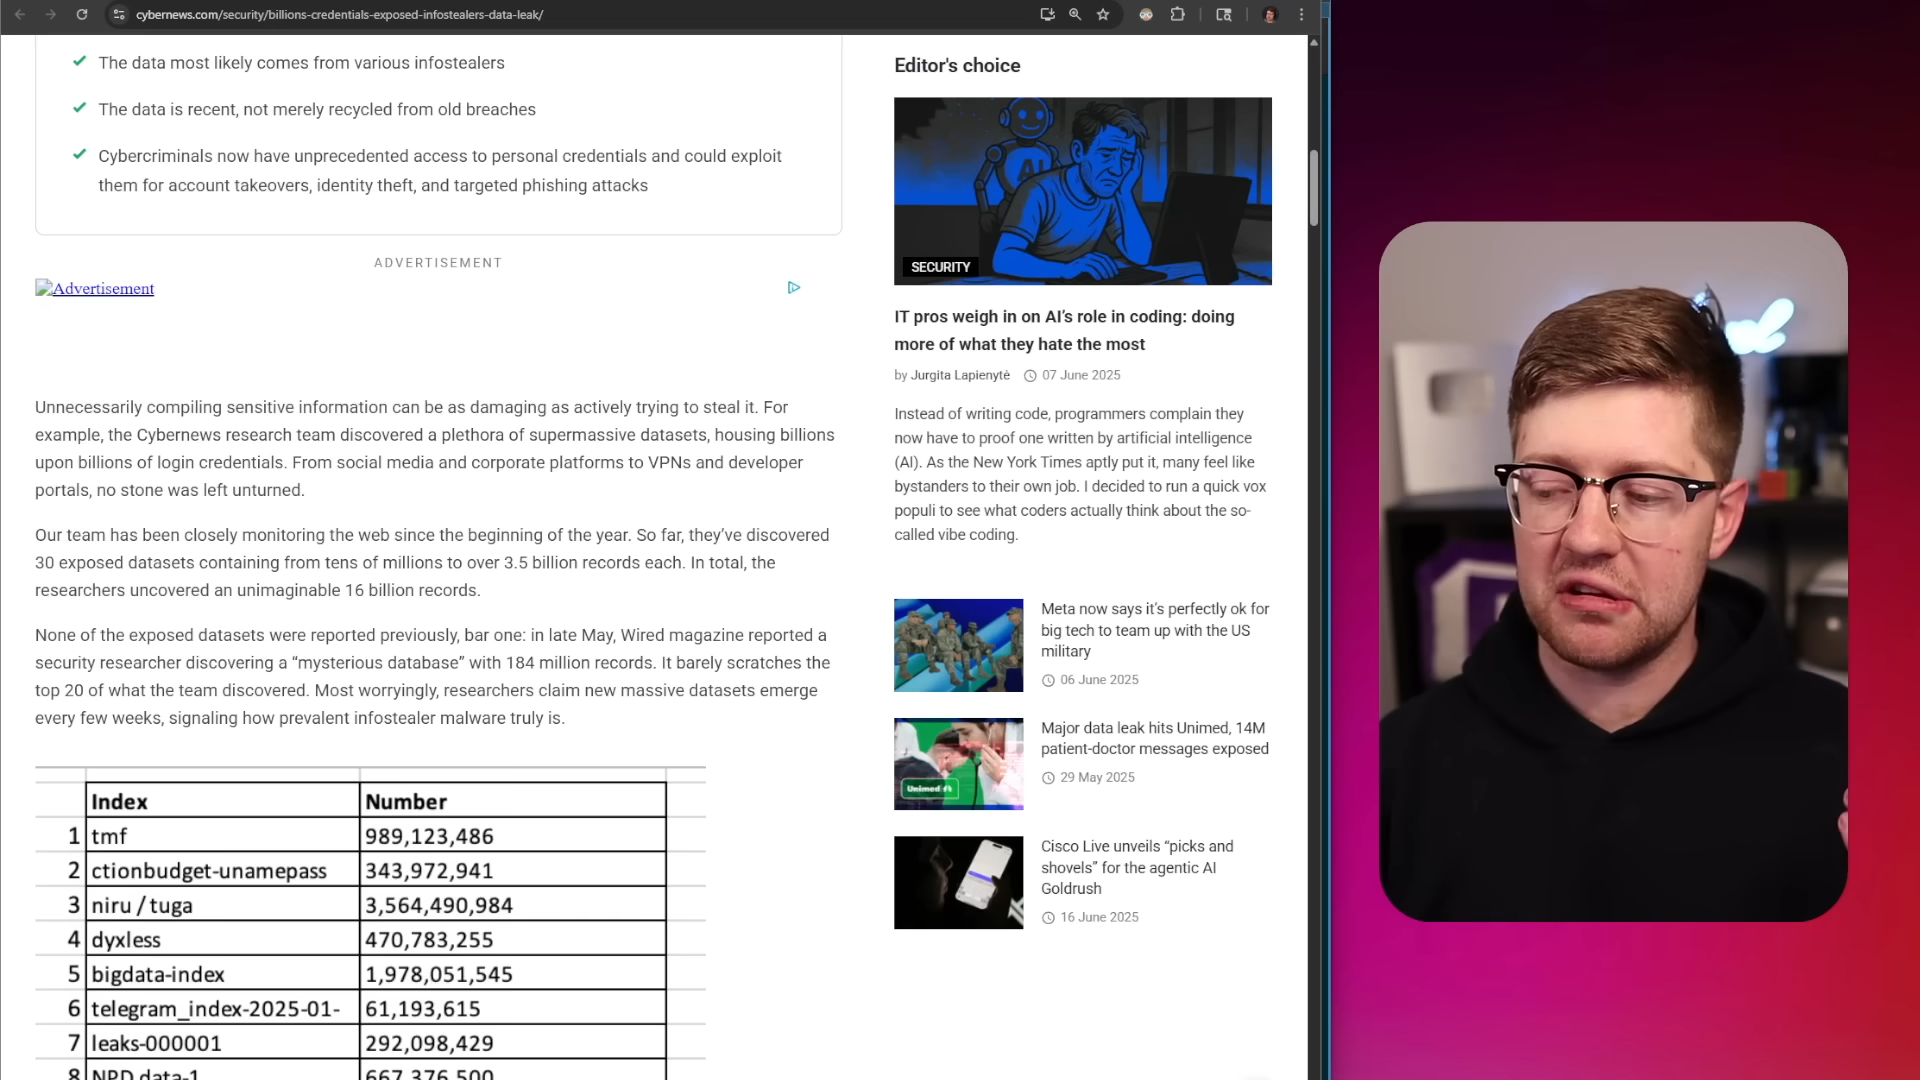 cybernews.com/security/billions-credentials-exposed-infostealers-data-leak/
The data most likely comes from various infostealers
The data is recent, not merely recycled from old breaches
Cybercriminals now have unprecedented access to personal credentials and could exploit
them for account takeovers, identity theft, and targeted phishing attacks
ADVERTISEMENT
Advertisement
Unnecessarily compiling sensitive information can be as damaging as actively trying to steal it. For
example, the Cybernews research team discovered a plethora of supermassive datasets, housing billions
upon billions of login credentials. From social media and corporate platforms to VPNs and developer
portals, no stone was left unturned.
Our team has been closely monitoring the web since the beginning of the year. So far, they’ve discovered
30 exposed datasets containing from tens of millions to over 3.5 billion records each. In total, the
researchers uncovered an unimaginable 16 billion records.
None of the exposed datasets were reported previously, bar one: in late May, Wired magazine reported a
security researcher discovering a “mysterious database” with 184 million records. It barely scratches the
top 20 of what the team discovered. Most worryingly, researchers claim new massive datasets emerge
every few weeks, signaling how prevalent infostealer malware truly is.
Index Number
1 tmf 989,123,486
2 ctionbudget-unamepass 343,972,941
3 niru / tuga 3,564,490,984
4 dyxless 470,783,255
5 bigdata-index 1,978,051,545
6 telegram_index-2025-01- 61,193,615
7 leaks-000001 292,098,429
8 NPD data-1 667,376,500
Editor's choice
AI
SECURITY
IT pros weigh in on AI’s role in coding: doing
more of what they hate the most
by Jurgita Lapienytė 07 June 2025
Instead of writing code, programmers complain they
now have to proof one written by artificial intelligence
(AI). As the New York Times aptly put it, many feel like
bystanders to their own job. I decided to run a quick vox
populi to see what coders actually think about the so-
called vibe coding.
Meta now says it’s perfectly ok for
big tech to team up with the US
military
06 June 2025
Unimed
Major data leak hits Unimed, 14M
patient-doctor messages exposed
29 May 2025
Cisco Live unveils “picks and
shovels” for the agentic AI
Goldrush
16 June 2025